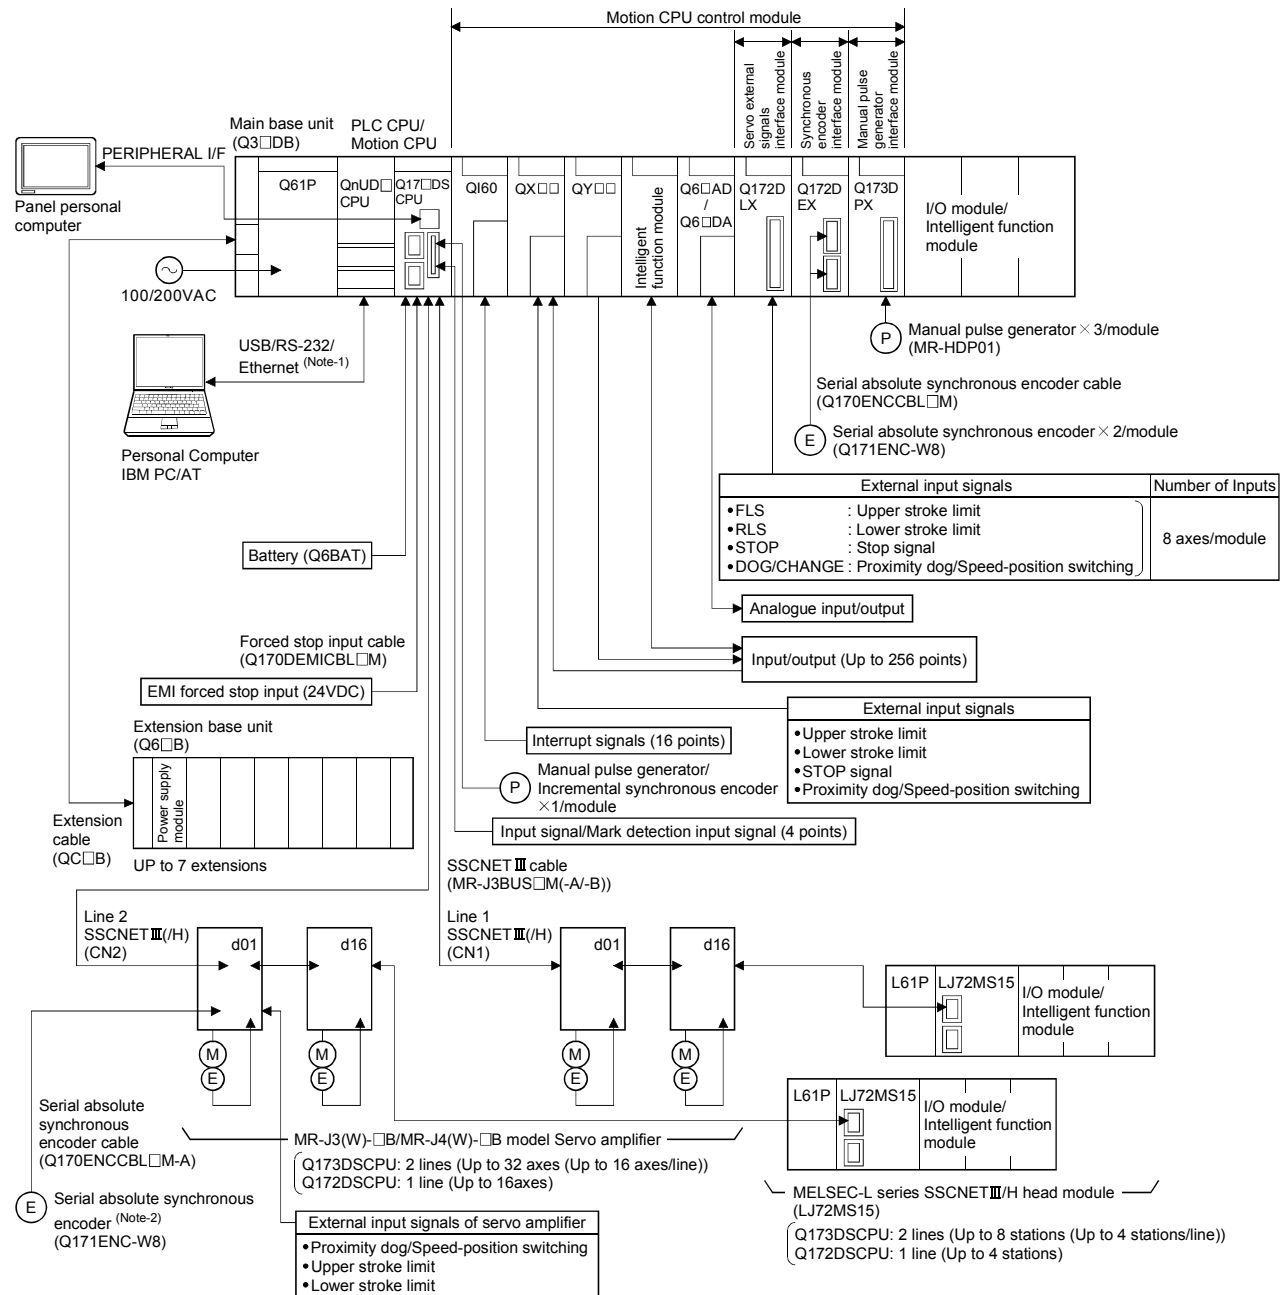 Motion CPU control module
Servo external
signals
interface module
Synchronous
encoder
interface module
Manual pulse
generator
interface module
Main base unit
(Q3□DB)
PLC CPU/
Motion CPU
PERIPHERAL I/F
Panel personal
computer
Q61P
QnUD□
CPU
Q17□DS
CPU
QI60
QX□□
QY□□
Intelligent
function module
Q6□AD
/
Q6□DA
Q172D
LX
Q172D
EX
Q173D
PX
I/O module/
Intelligent function
module
100/200VAC
USB/RS-232/
Ethernet (Note-1)
Personal Computer
IBM PC/AT
P
Manual pulse generator×3/module
(MR-HDP01)
Serial absolute synchronous encoder cable
(Q170ENCCBL□M)
E
Serial absolute synchronous encoder×2/module
(Q171ENC-W8)
External input signals
Number of Inputs
•FLS : Upper stroke limit
•RLS : Lower stroke limit
•STOP : Stop signal
•DOG/CHANGE : Proximity dog/Speed-position switching
8 axes/module
Battery (Q6BAT)
Analogue input/output
Forced stop input cable
(Q170DEMICBL□M)
Input/output (Up to 256 points)
EMI forced stop input (24VDC)
External input signals
•Upper stroke limit
•Lower stroke limit
•STOP signal
•Proximity dog/Speed-position switching
Extension base unit
(Q6□B)
Interrupt signals (16 points)
P
Manual pulse generator/
Incremental synchronous encoder
×1/module
Power supply
module
Extension
cable
(QC□B)
Input signal/Mark detection input signal (4 points)
UP to 7 extensions
SSCNETⅢ cable
(MR-J3BUS□M(-A/-B))
Line 2
SSCNETⅢ(/H)
(CN2)
d01
d16
Line 1
SSCNETⅢ(/H)
(CN1)
d01
d16
L61P
LJ72MS15
I/O module/
Intelligent function
module
M
E
M
E
M
E
M
E
L61P
LJ72MS15
I/O module/
Intelligent function
module
Serial absolute
synchronous
encoder cable
(Q170ENCCBL□M-A)
MR-J3(W)-□B/MR-J4(W)-□B model Servo amplifier
Q173DSCPU: 2 lines (Up to 32 axes (Up to 16 axes/line))
Q172DSCPU: 1 line (Up to 16axes)
E
Serial absolute synchronous
encoder (Note-2)
(Q171ENC-W8)
MELSEC-L series SSCNETⅢ/H head module
(LJ72MS15)
Q173DSCPU: 2 lines (Up to 8 stations (Up to 4 stations/line))
Q172DSCPU: 1 line (Up to 4 stations)
External input signals of servo amplifier
•Proximity dog/Speed-position switching
•Upper stroke limit
•Lower stroke limit